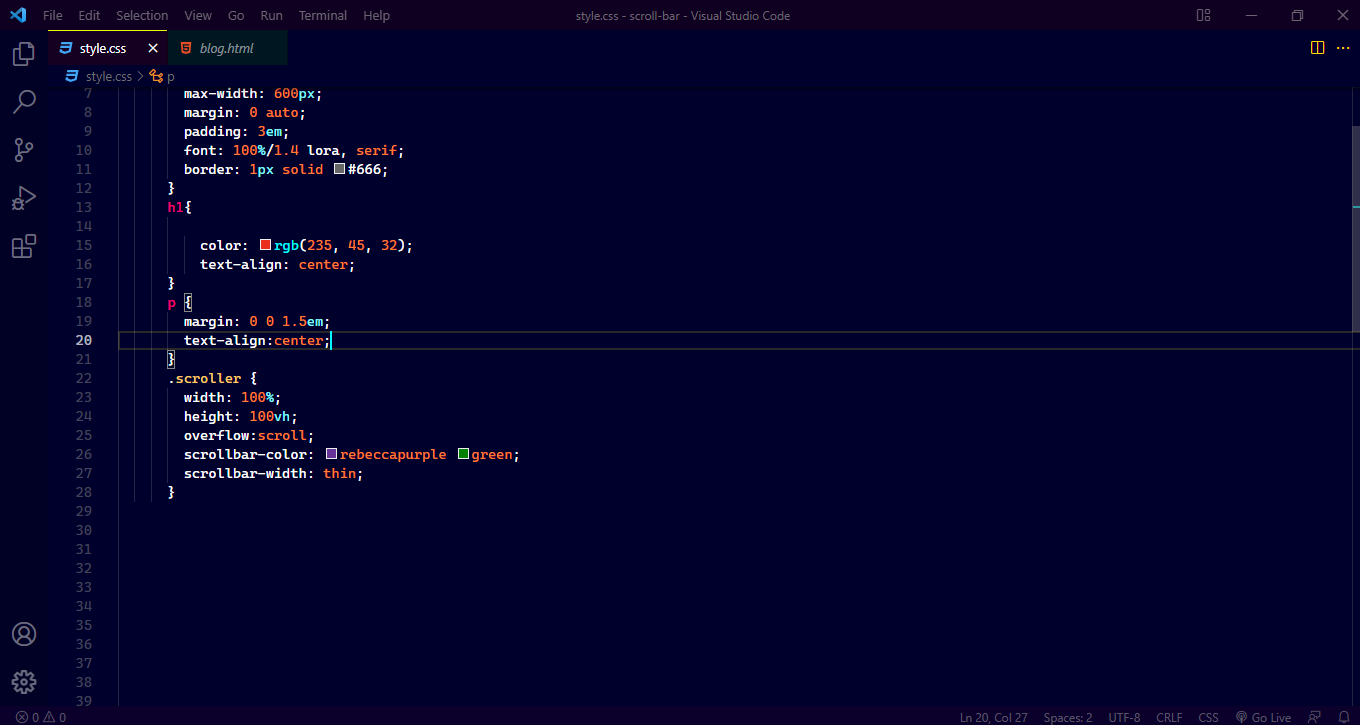 File Edit Selection View Go Run Terminal Help style.css - scroll-bar - Visual Studio Code
style.css blog.html
style.css > p
7 max-width: 600px;
8 margin: 0 auto;
9 padding: 3em;
10 font: 100%/1.4 lora, serif;
11 border: 1px solid #666;
12 }
13 h1{
14
15 color: rgb(235, 45, 32);
16 text-align: center;
17 }
18 p {
19 margin: 0 0 1.5em;
20 text-align:center;
21 }
22 .scroller {
23 width: 100%;
24 height: 100vh;
25 overflow:scroll;
26 scrollbar-color: rebeccapurple green;
27 scrollbar-width: thin;
28 }
29
30
31
32
33
34
35
36
37
38
39
0 0 Ln 20, Col 27 Spaces: 2 UTF-8 CRLF CSS Go Live